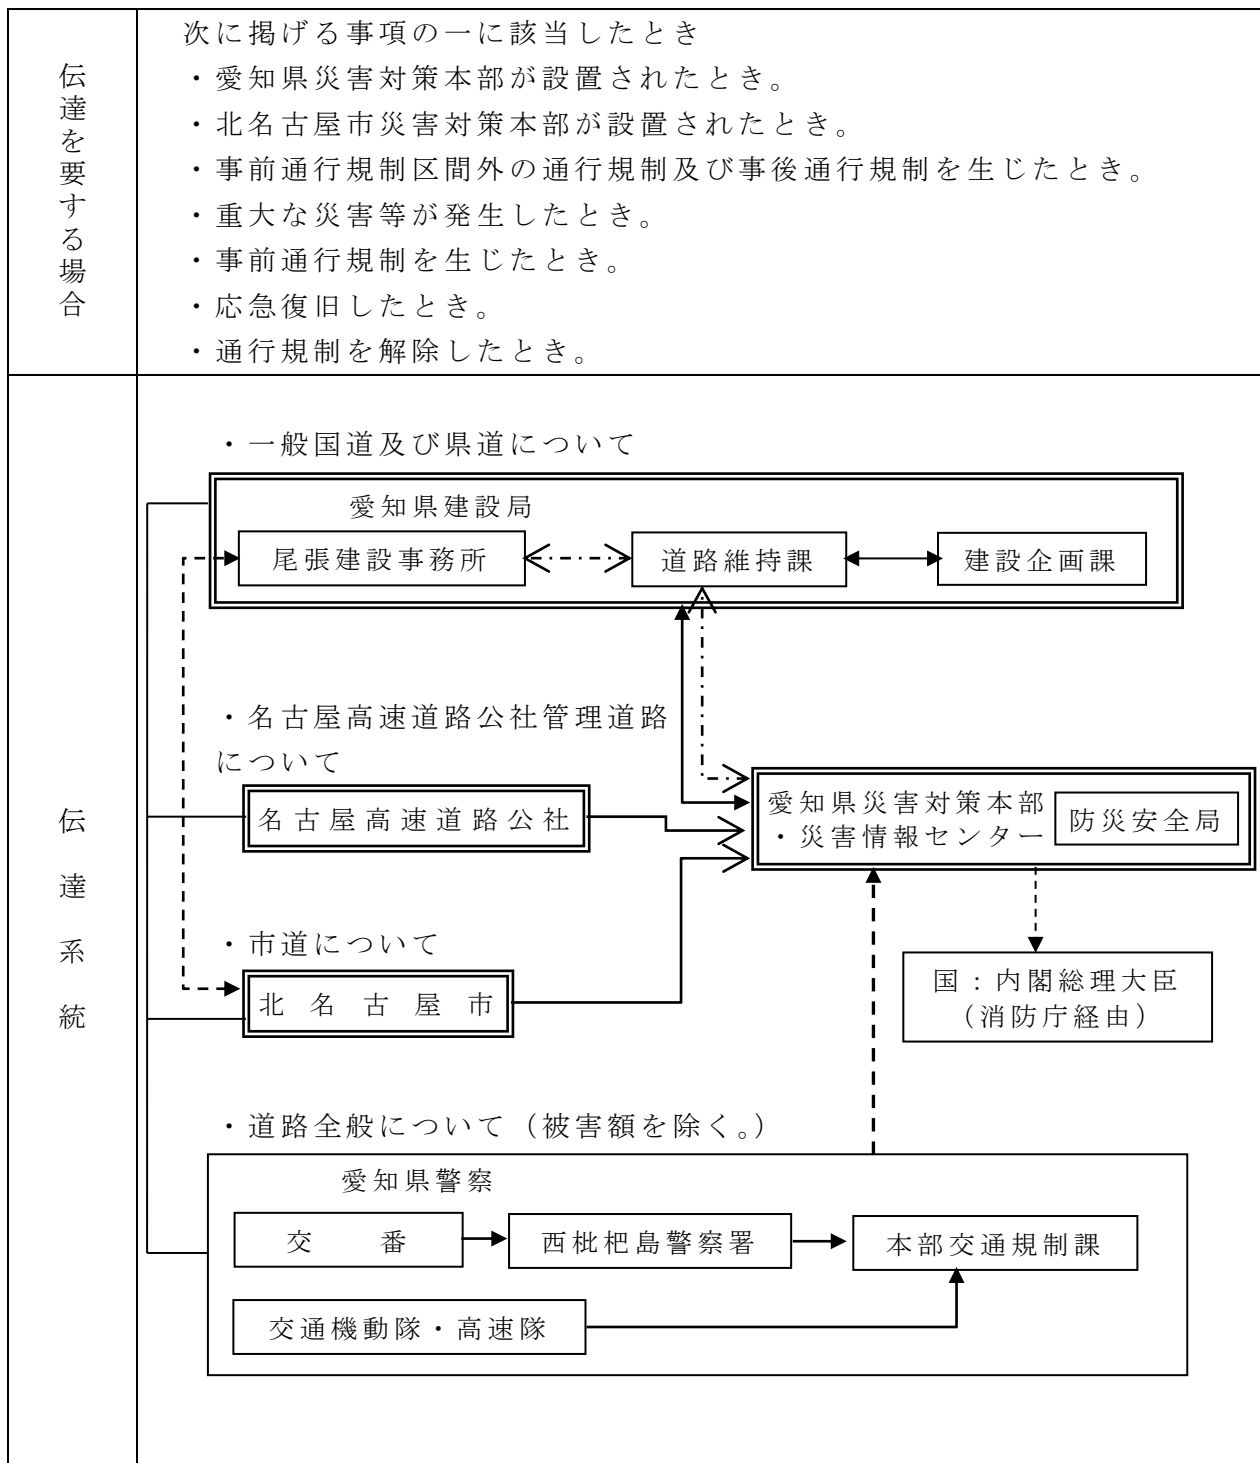 伝達を要する場合
次に掲げる事項の一に該当したとき
・愛知県災害対策本部が設置されたとき。
・北名古屋市災害対策本部が設置されたとき。
・事前通行規制区間外の通行規制及び事後通行規制を生じたとき。
・重大な災害等が発生したとき。
・事前通行規制を生じたとき。
・応急復旧したとき。
・通行規制を解除したとき。
伝達系統
・一般国道及び県道について
愛知県建設局
尾張建設事務所
道路維持課
建設企画課
・名古屋高速道路公社管理道路
について
名古屋高速道路公社
愛知県災害対策本部
・災害情報センター
防災安全局
・市道について
北名古屋市
国：内閣総理大臣
（消防庁経由）
・道路全般について（被害額を除く。）
愛知県警察
交番
西枇杷島警察署
本部交通規制課
交通機動隊・高速隊